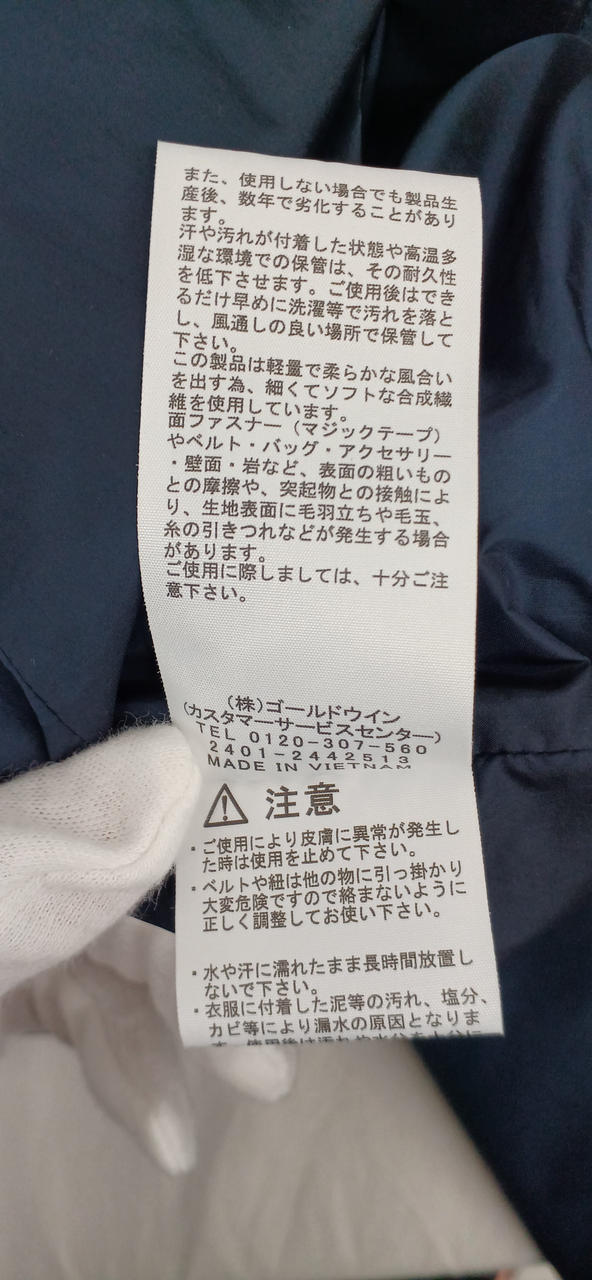 また、使用しない場合でも製品生
産後、数年で劣化することがあり
ます。
汗や汚れが付着した状態や高温多
湿な環境での保管は、その耐久性
を低下させます。ご使用後はでき
るだけ早めに洗濯等で汚れを落と
し、風通しの良い場所で保管して
下さい。
この製品は軽量で柔らかな風合い
を出す為、細くてソフトな合成繊
維を使用しています。
面ファスナー（マジックテープ）
やベルト・バッグ・アクセサリー
・壁面・岩など、表面の粗いもの
との摩擦や、突起物との接触によ
り、生地表面に毛羽立ちや毛玉、
糸の引きつれなどが発生する場合
があります。
ご使用に際しましては、十分ご注
意下さい。
（株）ゴールドウイン
（カスタマーサービスセンター）
TEL 0120-307-560
2401-2442513
MADE IN VIETNAM
注意
・ご使用により皮膚に異常が発生し
た時は使用を止めて下さい。
・ベルトや紐は他の物に引っ掛かり
大変危険ですので絡まないように
正しく調整してお使い下さい。
・水や汗に濡れたまま長時間放置し
ないで下さい。
・衣服に付着した泥等の汚れ、塩分、
カビ等により漏水の原因となりま
す。使用後は汚れや水分を十分に